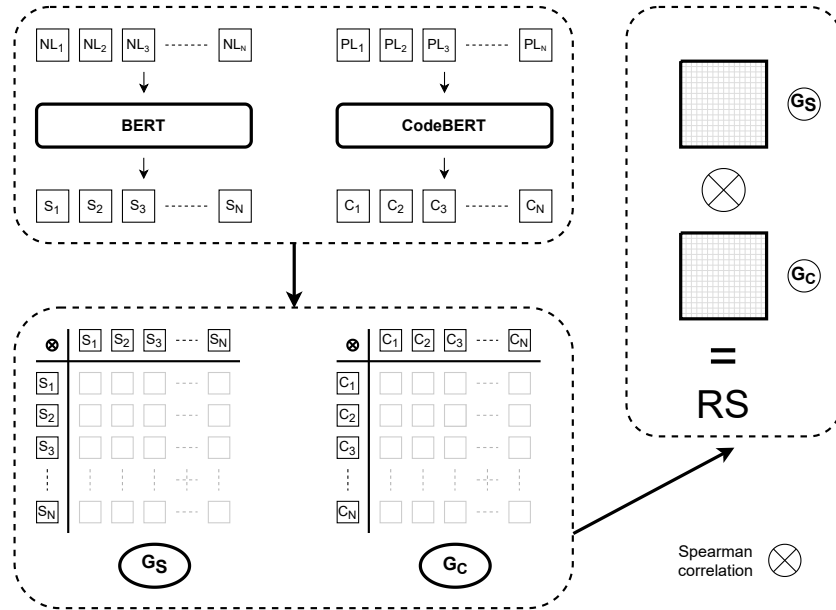 NL1 NL2 NL3 NLN
PL1 PL2 PL3 PLN
BERT
CodeBERT
S1 S2 S3 SN
C1 C2 C3 CN
S1 S2 S3 SN
S1
S2
S3
SN
GS
C1 C2 C3 CN
C1
C2
C3
CN
GC
GS
GC
=
RS
Spearman
correlation